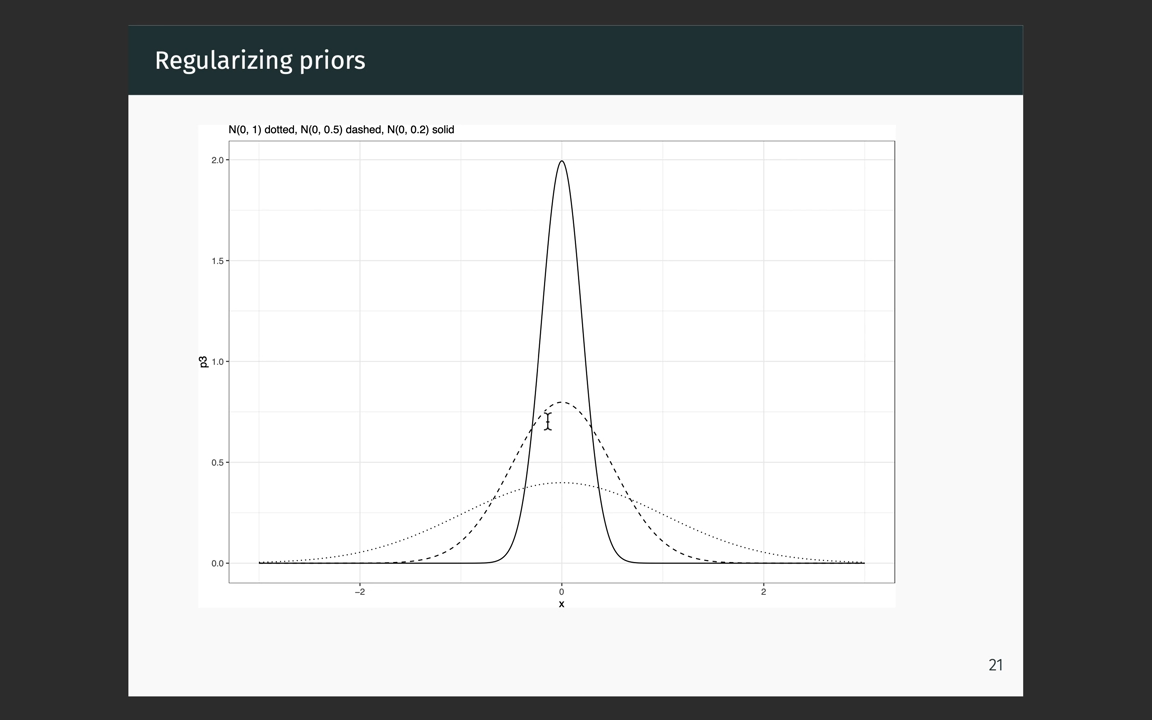 Regularizing priors
N(0, 1) dotted, N(0, 0.5) dashed, N(0, 0.2) solid
2.0
1.5
p3
1.0
0.5
0.0
−2 0 2
x
21